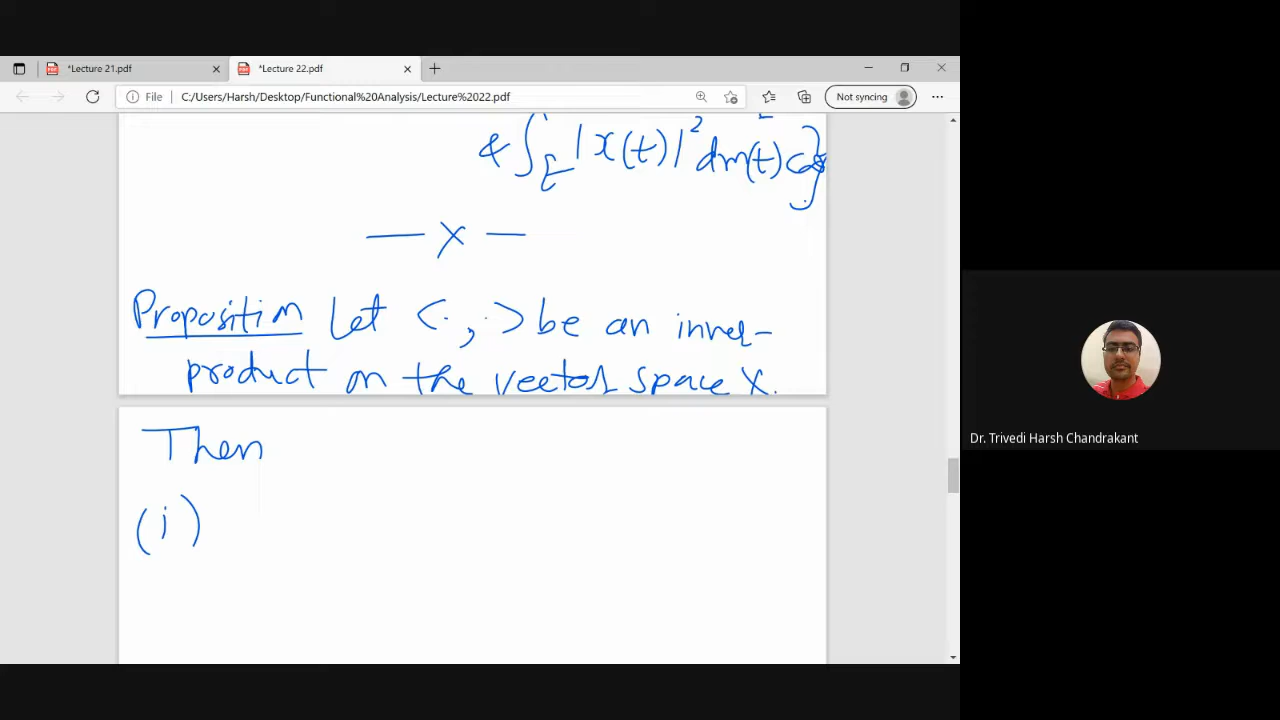 *Lecture 21.pdf
*Lecture 22.pdf
File
C:/Users/Harsh/Desktop/Functional%20Analysis/Lecture%2022.pdf
Not syncing
& ∫_E |x(t)|² dm(t) < ∞}
— X —
Proposition Let <·,·> be an inner-
product on the vector space X.
Then
(i)
Dr. Trivedi Harsh Chandrakant